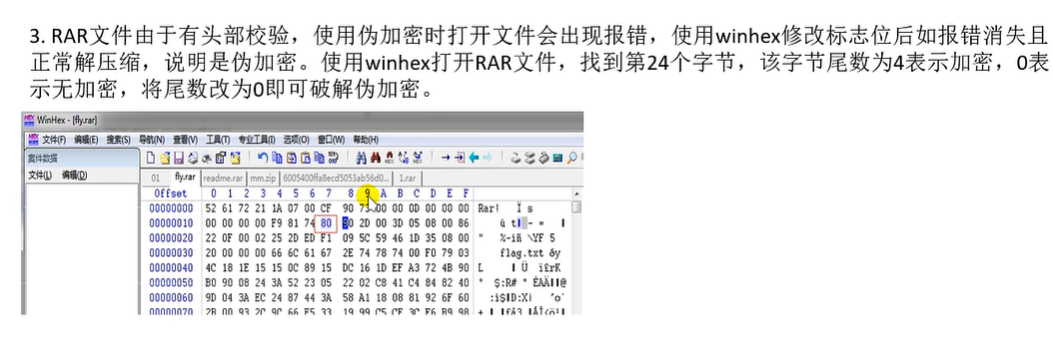 3. RAR文件由于有头部校验，使用伪加密时打开文件会出现报错，使用winhex修改标志位后如报错消失且
正常解压缩，说明是伪加密。使用winhex打开RAR文件，找到第24个字节，该字节尾数为4表示加密，0表
示无加密，将尾数改为0即可破解伪加密。
WinHex - [fly.rar]
文件(F) 编辑(E) 搜索(S) 导航(N) 查看(V) 工具(T) 专业工具(I) 选项(O) 窗口(W) 帮助(H)
案件数据
文件(L) 编辑(D)
01 fly.rar readme.rar mm.zip 6005400ffa8ecd5053ab56d0... 1.rar
Offset 0 1 2 3 4 5 6 7 8 9 A B C D E F
00000000 52 61 72 21 1A 07 00 CF 90 73 00 00 0D 00 00 00 Rar! Ï s
00000010 00 00 00 00 F9 81 74 80 90 2D 00 3D 05 08 00 86
00000020 22 0F 00 02 25 2D ED F1 09 5C 59 46 1D 35 08 00 " %-íñ \YF 5
00000030 20 00 00 00 66 6C 61 67 2E 74 78 74 00 F0 79 03 flag.txt ðy
00000040 4C 18 1E 15 15 0C 89 15 DC 16 1D EF A3 72 4B 90 L Ü ï£rK
00000050 B0 90 08 24 3A 52 23 05 22 02 C8 41 C4 84 82 40 ° $:R# " ÈAÄ @
00000060 9D 04 3A EC 24 87 44 3A 58 A1 18 08 81 92 6F 60 :ì$ D:X¡ 'o`
00000070 2B 00 93 2C 9C 66 F5 33 19 99 C5 CF 3C F6 B9 98